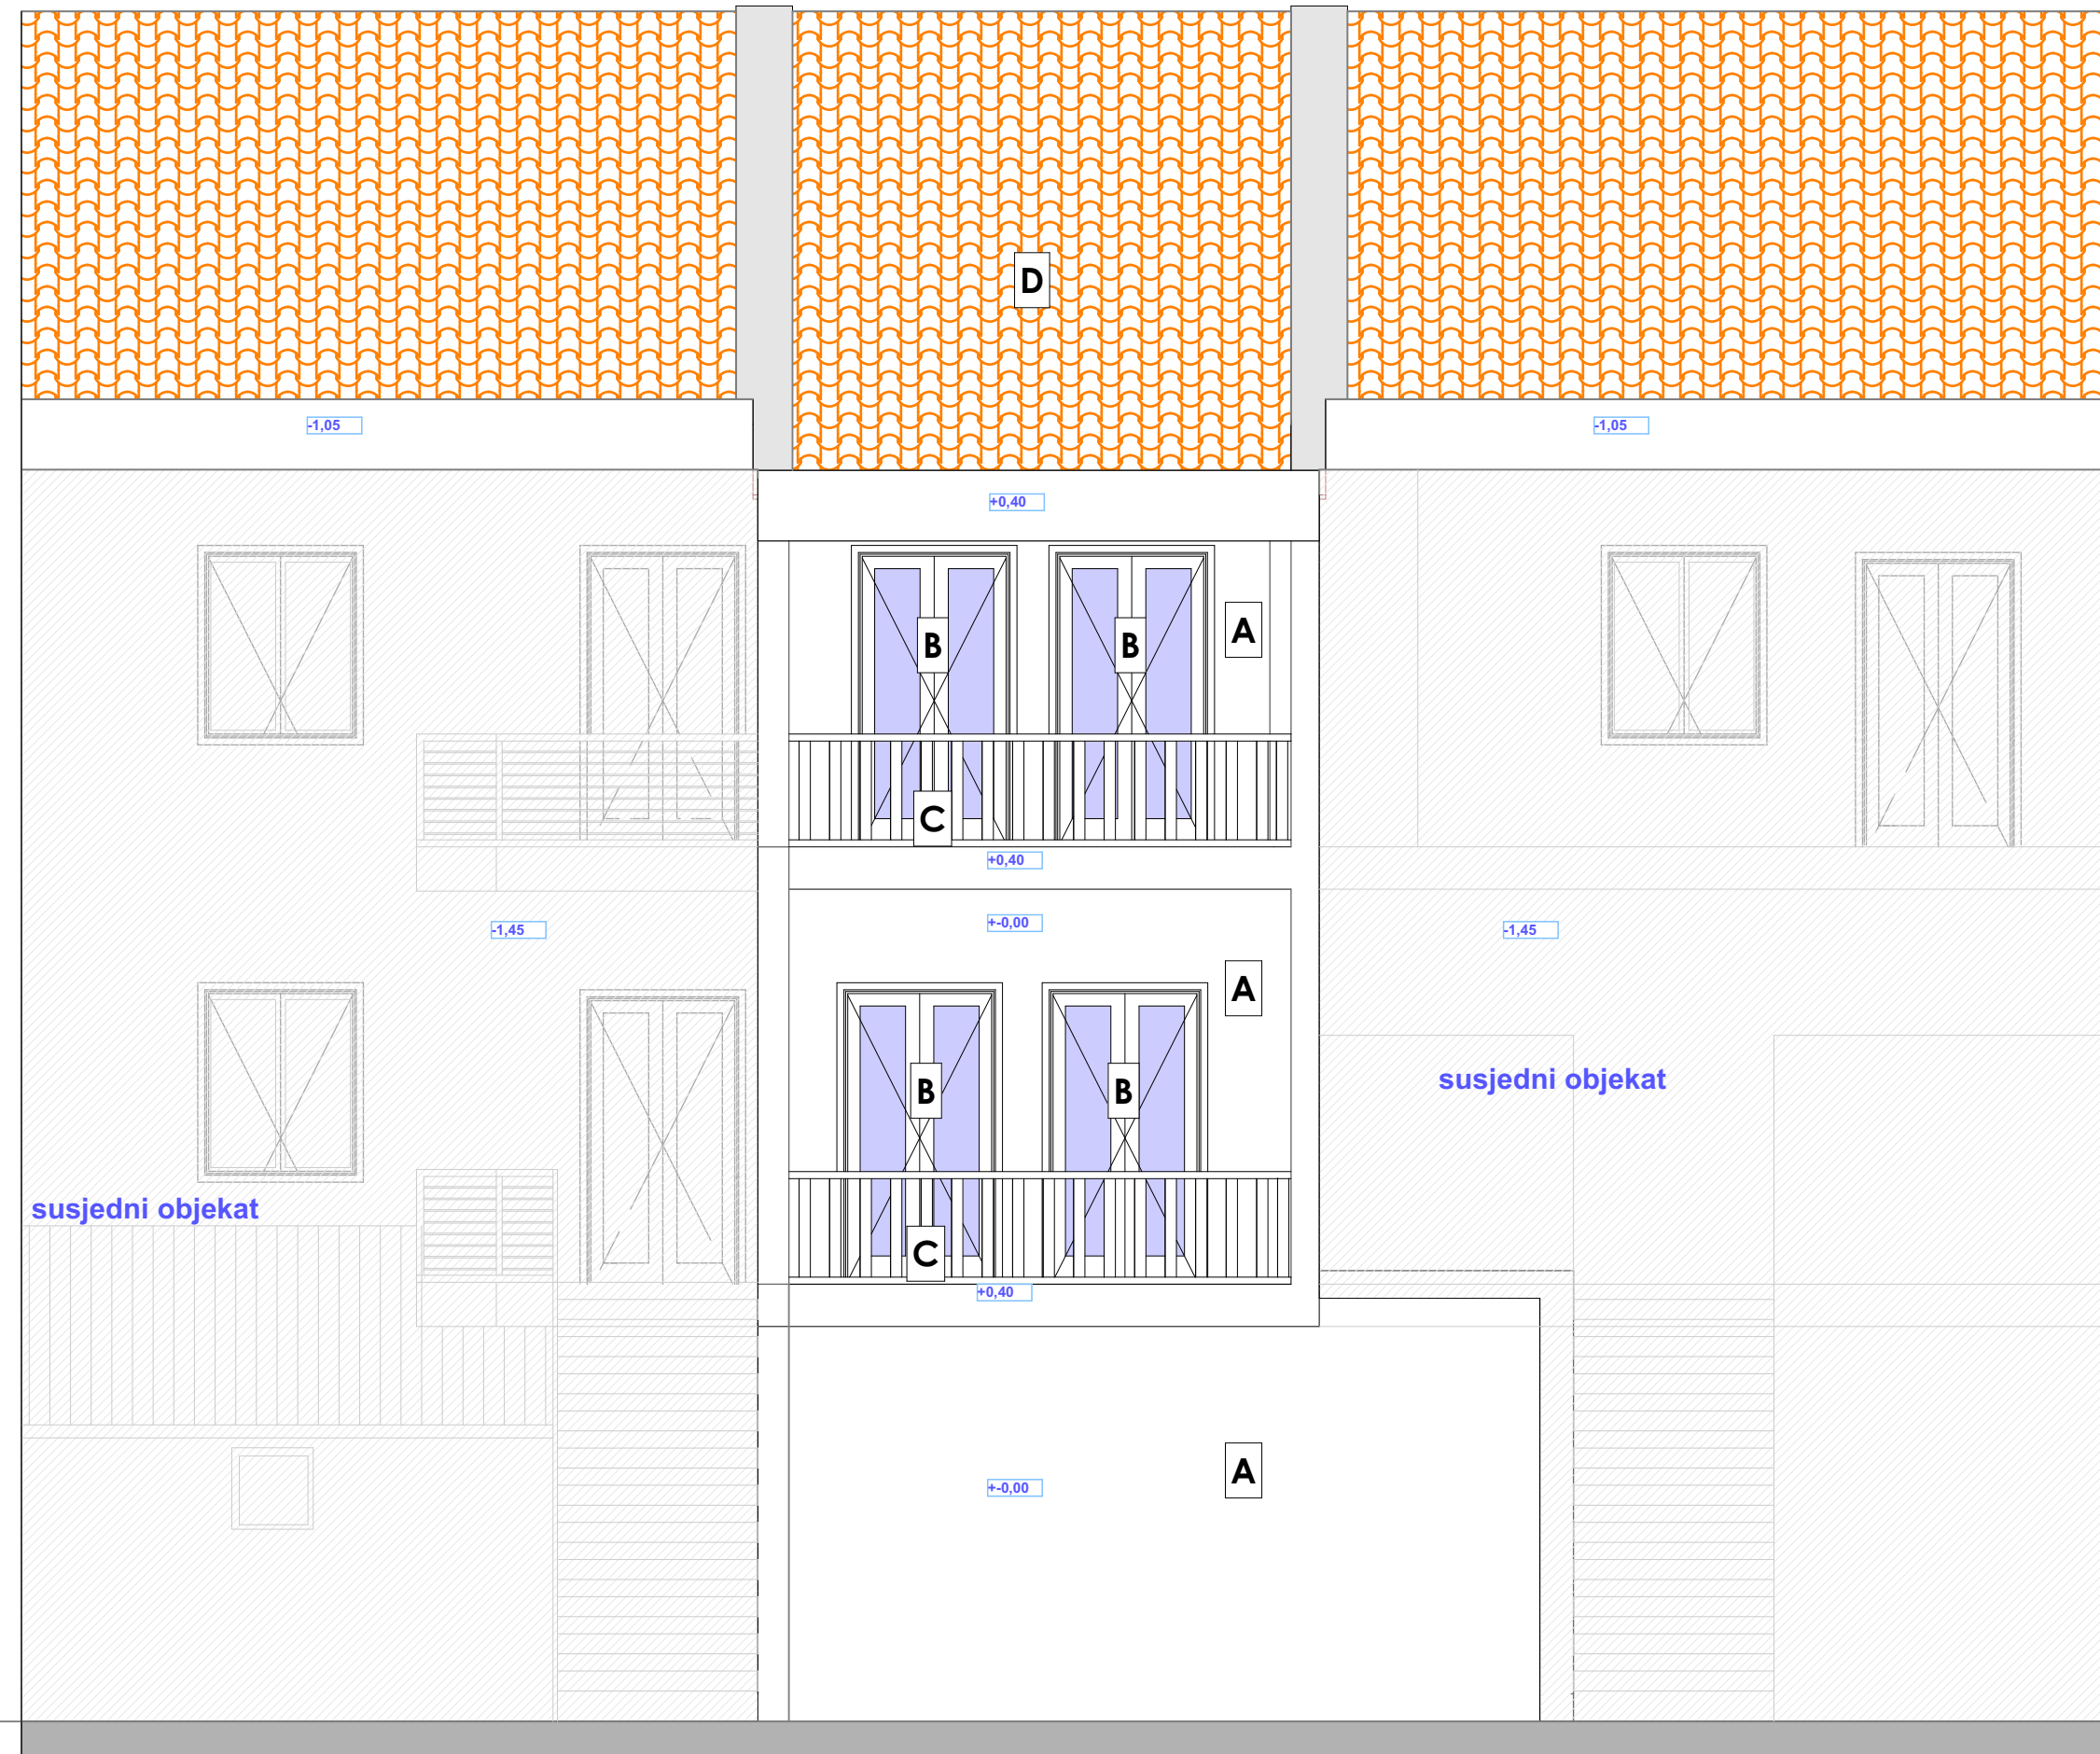 D
-1,05
-1,05
+0,40
B
B
A
C
+0,40
+-0,00
-1,45
-1,45
A
susjedni objekat
B
B
susjedni objekat
C
+0,40
A
+-0,00